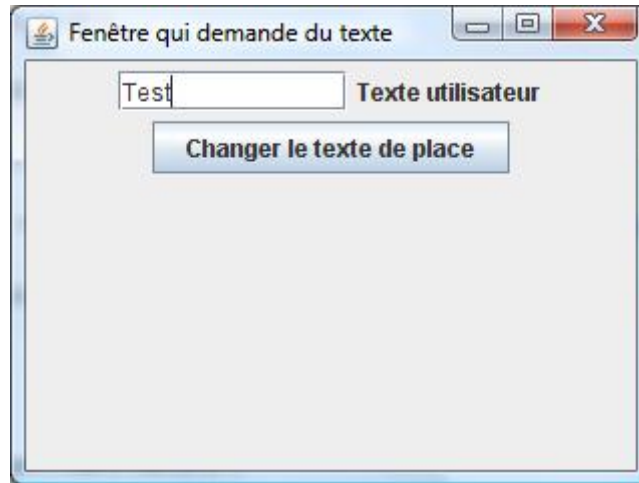 Fenêtre qui demande du texte
Test Texte utilisateur
Changer le texte de place